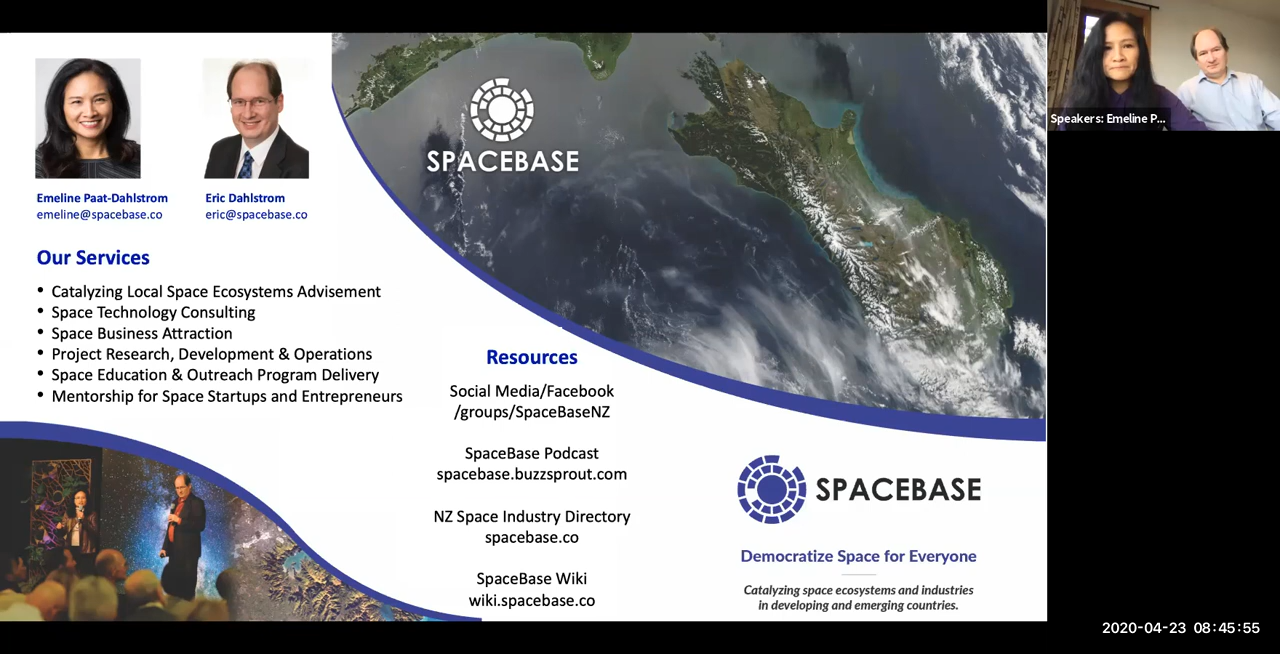 Emeline Paat-Dahlstrom
emeline@spacebase.co
Eric Dahlstrom
eric@spacebase.co
SPACEBASE
Our Services
• Catalyzing Local Space Ecosystems Advisement
• Space Technology Consulting
• Space Business Attraction
• Project Research, Development & Operations
• Space Education & Outreach Program Delivery
• Mentorship for Space Startups and Entrepreneurs
Resources
Social Media/Facebook
/groups/SpaceBaseNZ
SpaceBase Podcast
spacebase.buzzsprout.com
NZ Space Industry Directory
spacebase.co
SpaceBase Wiki
wiki.spacebase.co
SPACEBASE
Democratize Space for Everyone
Catalyzing space ecosystems and industries
in developing and emerging countries.
Speakers: Emeline P...
2020-04-23 08:45:55